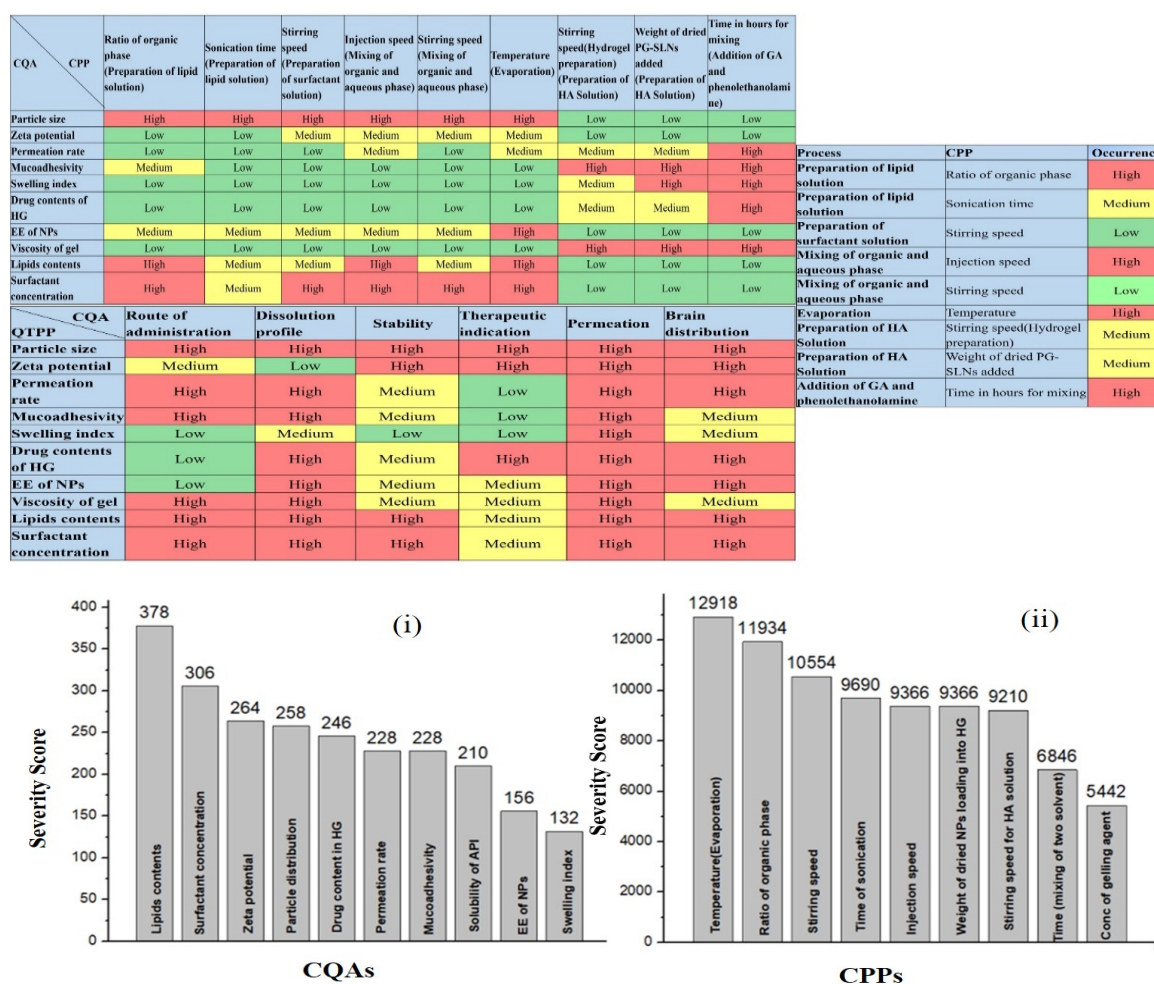 CQA CPP
Ratio of organic phase (Preparation of lipid solution)
Sonication time (Preparation of lipid solution)
Stirring speed (Preparation of surfactant solution)
Injection speed (Mixing of organic and aqueous phase)
Stirring speed (Mixing of organic and aqueous phase)
Temperature (Evaporation)
Stirring speed(Hydrogel preparation) (Preparation of HA Solution)
Weight of dried PG-SLNs added (Preparation of HA Solution)
Time in hours for mixing (Addition of GA and phenolethanolami ne)
Particle size High High High High High High Low Low Low
Zeta potential Low Low Medium Medium Medium Medium Low Low Low
Permeation rate Low Low Low Medium Low Medium Medium Medium High
Mucoadhesivity Medium Low Low Low Low Low High High High
Swelling index Low Low Low Low Low Low Medium High High
Drug contents of HG Low Low Low Low Low Low Medium Medium High
EE of NPs Medium Medium Medium Medium Medium High Low Low Low
Viscosity of gel Low Low Low Low Low Low High High High
Lipids contents High Medium Medium High Medium High Low Low Low
Surfactant concentration High Medium High High High High Low Low Low
Process CPP Occurrence
Preparation of lipid solution Ratio of organic phase High
Preparation of lipid solution Sonication time Medium
Preparation of surfactant solution Stirring speed Low
Mixing of organic and aqueous phase Injection speed High
Mixing of organic and aqueous phase Stirring speed Low
Evaporation Temperature High
Preparation of HA Solution Stirring speed(Hydrogel preparation) Medium
Preparation of HA Solution Weight of dried PG-SLNs added Medium
Addition of GA and phenolethanolamine Time in hours for mixing High
QTPP CQA
Route of administration
Dissolution profile
Stability
Therapeutic indication
Permeation
Brain distribution
Particle size High High High High High High
Zeta potential Medium Low High High High High
Permeation rate High High Medium Low High High
Mucoadhesivity High High Medium Low High Medium
Swelling index Low Medium Low Low High Medium
Drug contents of HG Low High Medium High High High
EE of NPs Low High Medium Medium High High
Viscosity of gel High High Medium Medium High Medium
Lipids contents High High High Medium High High
Surfactant concentration High High High Medium High High
(i)
Severity Score
400
350
300
250
200
150
100
50
0
378
306
264
258
246
228
228
210
156
132
Lipids contents
Surfactant concentration
Zeta potential
Particle distribution
Drug content in HG
Permeation rate
Mucoadhesivity
Solubility of API
EE of NPs
Swelling index
CQAs
(ii)
Severity Score
12000
10000
8000
6000
4000
2000
0
12918
11934
10554
9690
9366
9366
9210
6846
5442
Temperature(Evaporation)
Ratio of organic phase
Stirring speed
Time of sonication
Injection speed
Weight of dried NPs loading into HG
Stirring speed for HA solution
Time (mixing of two solvent)
Conc of gelling agent
CPPs